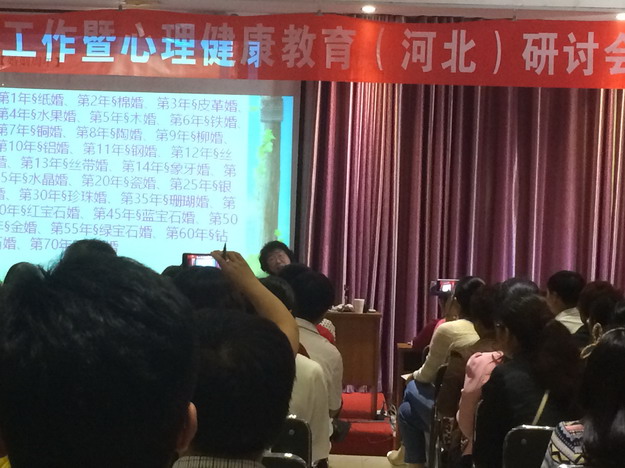 工作暨心理健康教育（河北）研讨会
第1年§纸婚、第2年§棉婚、第3年§皮革婚、
第4年§水果婚、第5年§木婚、第6年§铁婚、
第7年§铜婚、第8年§陶婚、第9年§柳婚、
第10年§铝婚、第11年§钢婚、第12年§丝
婚、第13年§丝带婚、第14年§象牙婚、第
5年§水晶婚、第20年§瓷婚、第25年§银
婚、第30年§珍珠婚、第35年§珊瑚婚、第
0年§红宝石婚、第45年§蓝宝石婚、第50
年§金婚、第55年§绿宝石婚、第60年§钻
石婚、第70年 婚